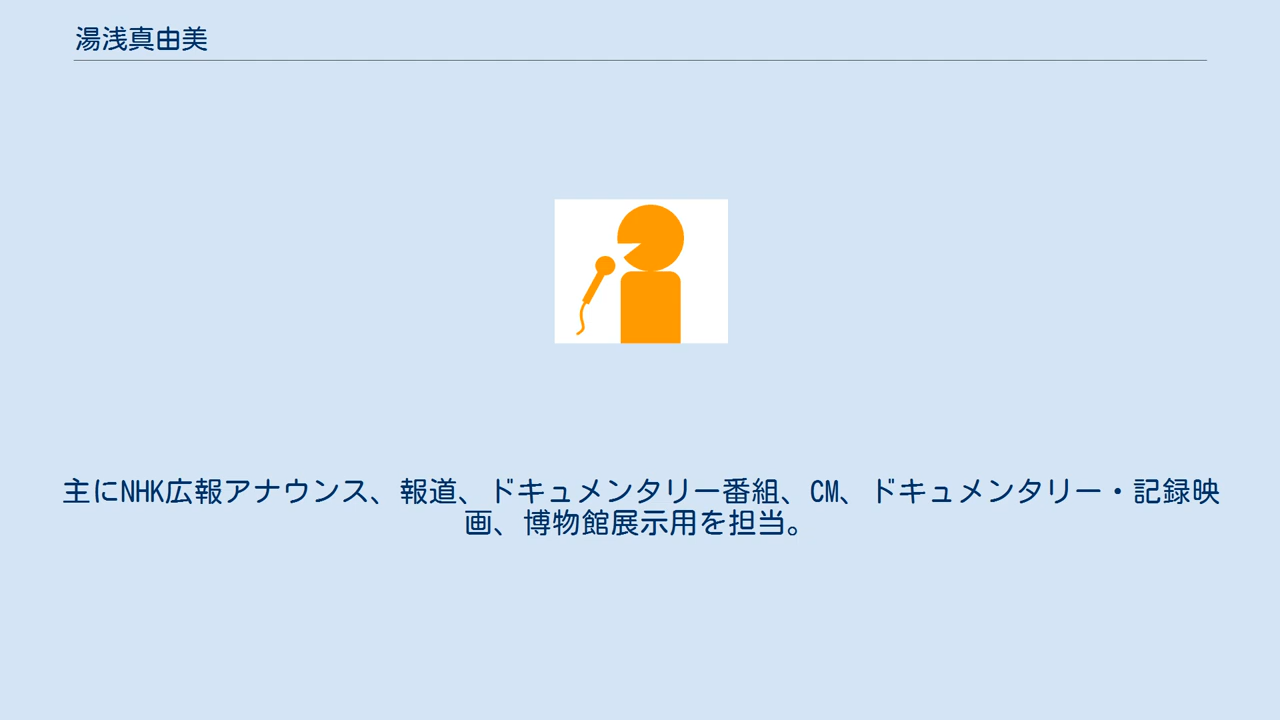 湯浅真由美
主にNHK広報アナウンス、報道、ドキュメンタリー番組、CM、ドキュメンタリー・記録映
画、博物館展示用を担当。